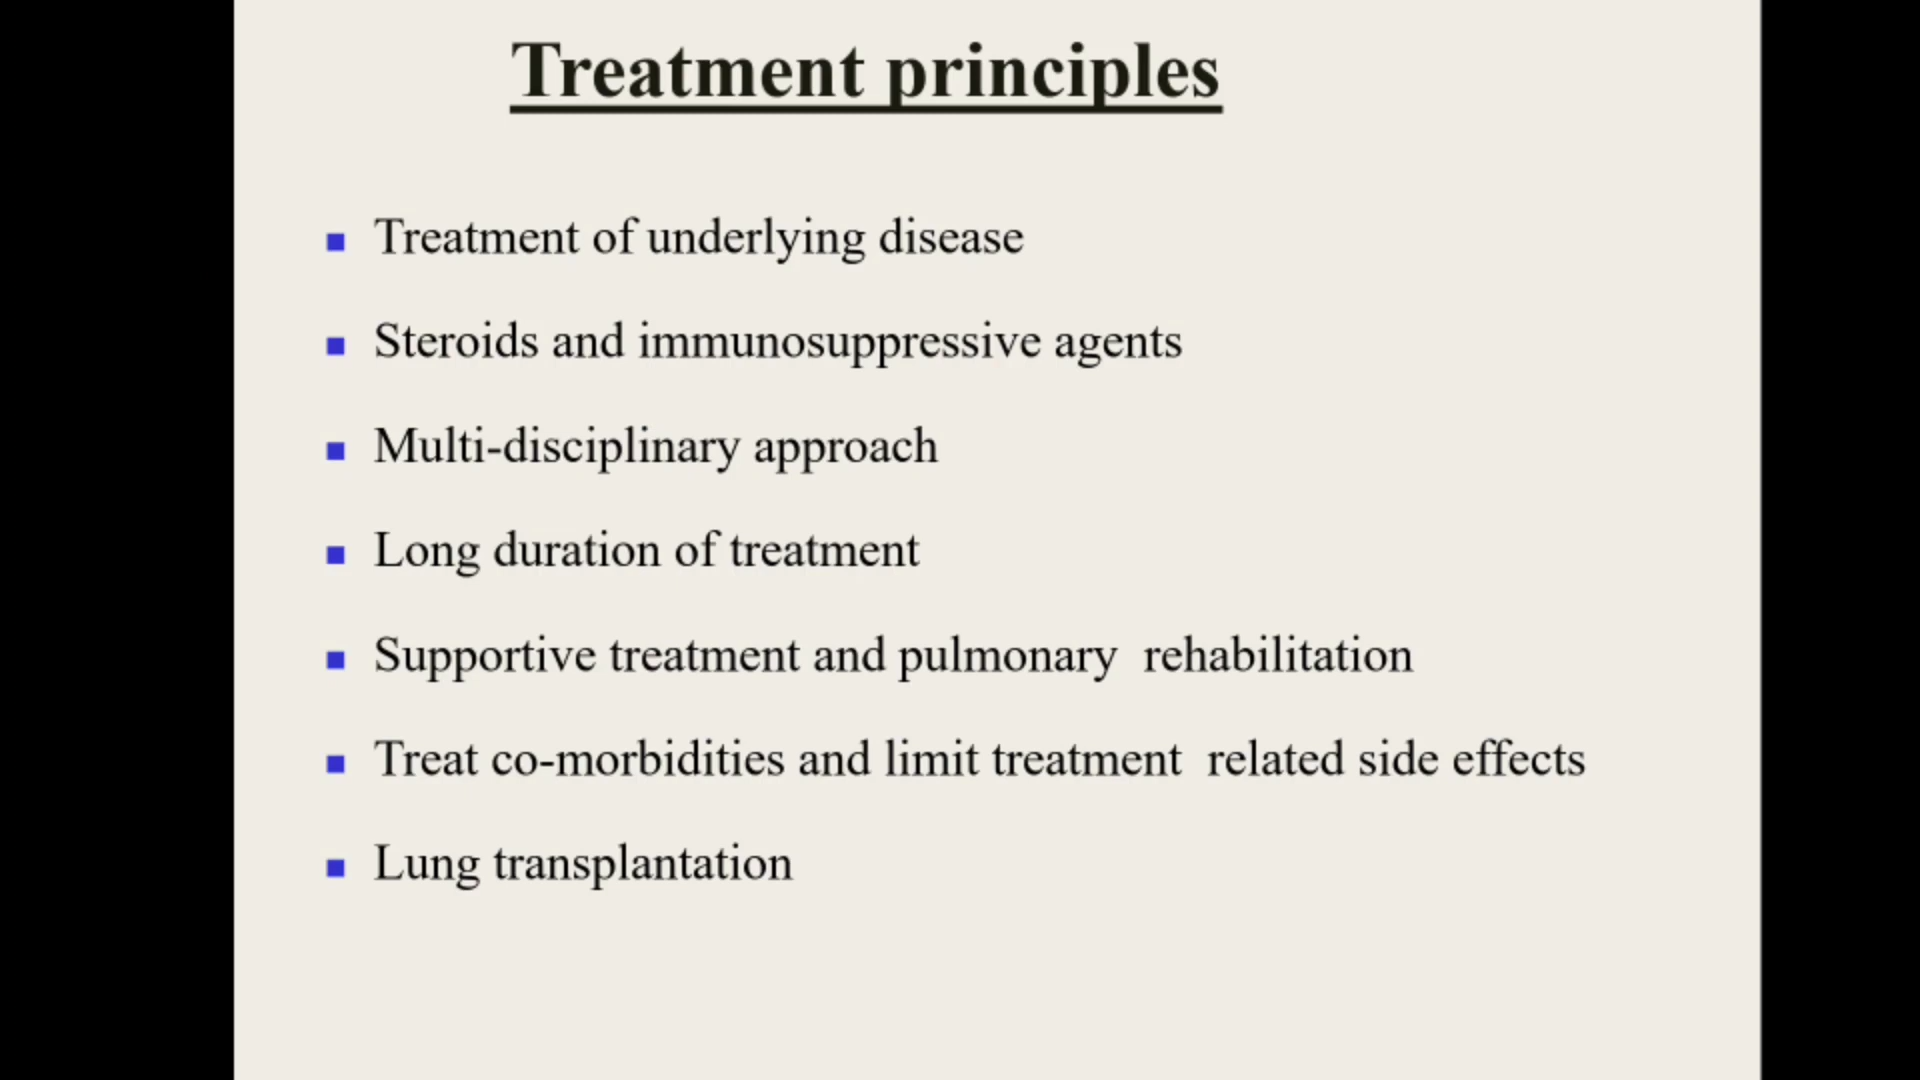 Treatment principles
Treatment of underlying disease
Steroids and immunosuppressive agents
Multi-disciplinary approach
Long duration of treatment
Supportive treatment and pulmonary  rehabilitation
Treat co-morbidities and limit treatment  related side effects
Lung transplantation